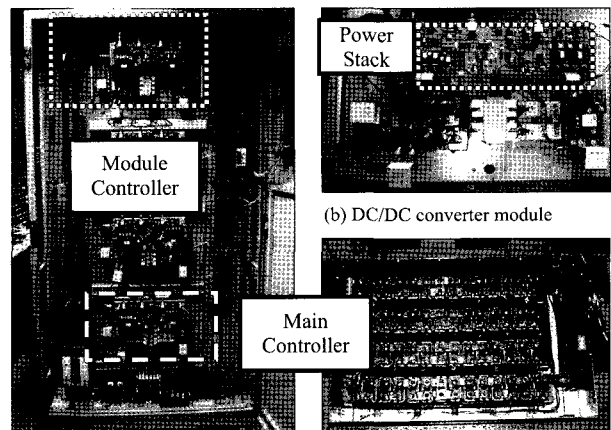 Power
Stack
Module
Controller
(b) DC/DC converter module
Main
Controller